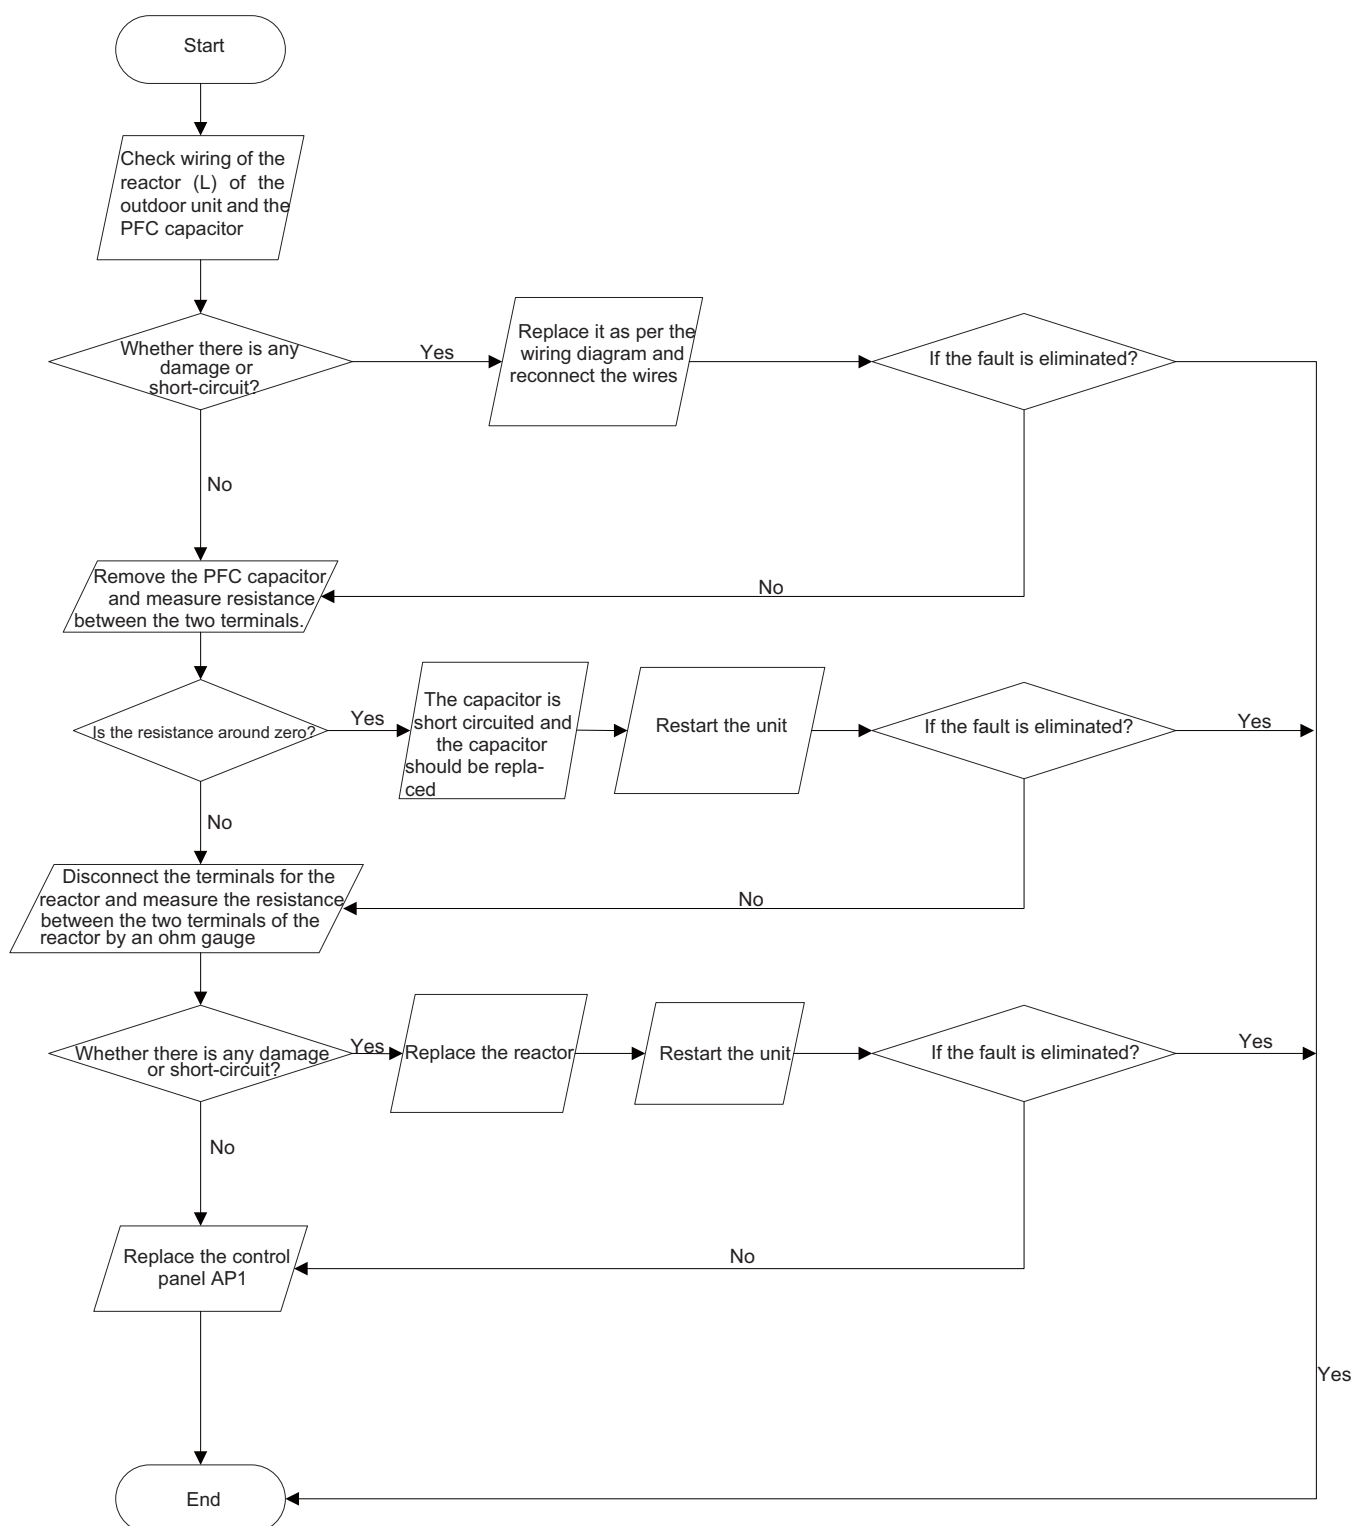 Start
Check wiring of the
reactor (L) of the
outdoor unit and the
PFC capacitor
Whether there is any
damage or
short-circuit?
Yes
Replace it as per the
wiring diagram and
reconnect the wires
If the fault is eliminated?
No
Remove the PFC capacitor
and measure resistance
between the two terminals.
No
Is the resistance around zero?
Yes
The capacitor is
short circuited and
the capacitor
should be repla-
ced
Restart the unit
If the fault is eliminated?
Yes
No
Disconnect the terminals for the
reactor and measure the resistance
between the two terminals of the
reactor by an ohm gauge
No
Whether there is any damage
or short-circuit?
Yes
Replace the reactor
Restart the unit
If the fault is eliminated?
Yes
No
Replace the control
panel AP1
No
Yes
End